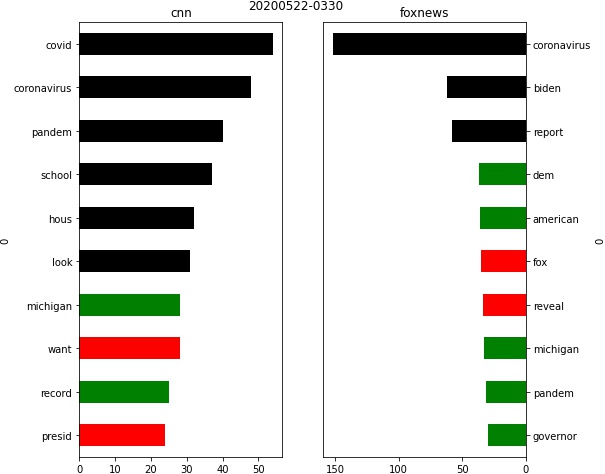 20200522-0330
cnn
foxnews
covid
coronavirus
pandem
school
hous
look
michigan
want
record
presid
0
0 10 20 30 40 50
coronavirus
biden
report
dem
american
fox
reveal
michigan
pandem
governor
0
150 100 50 0